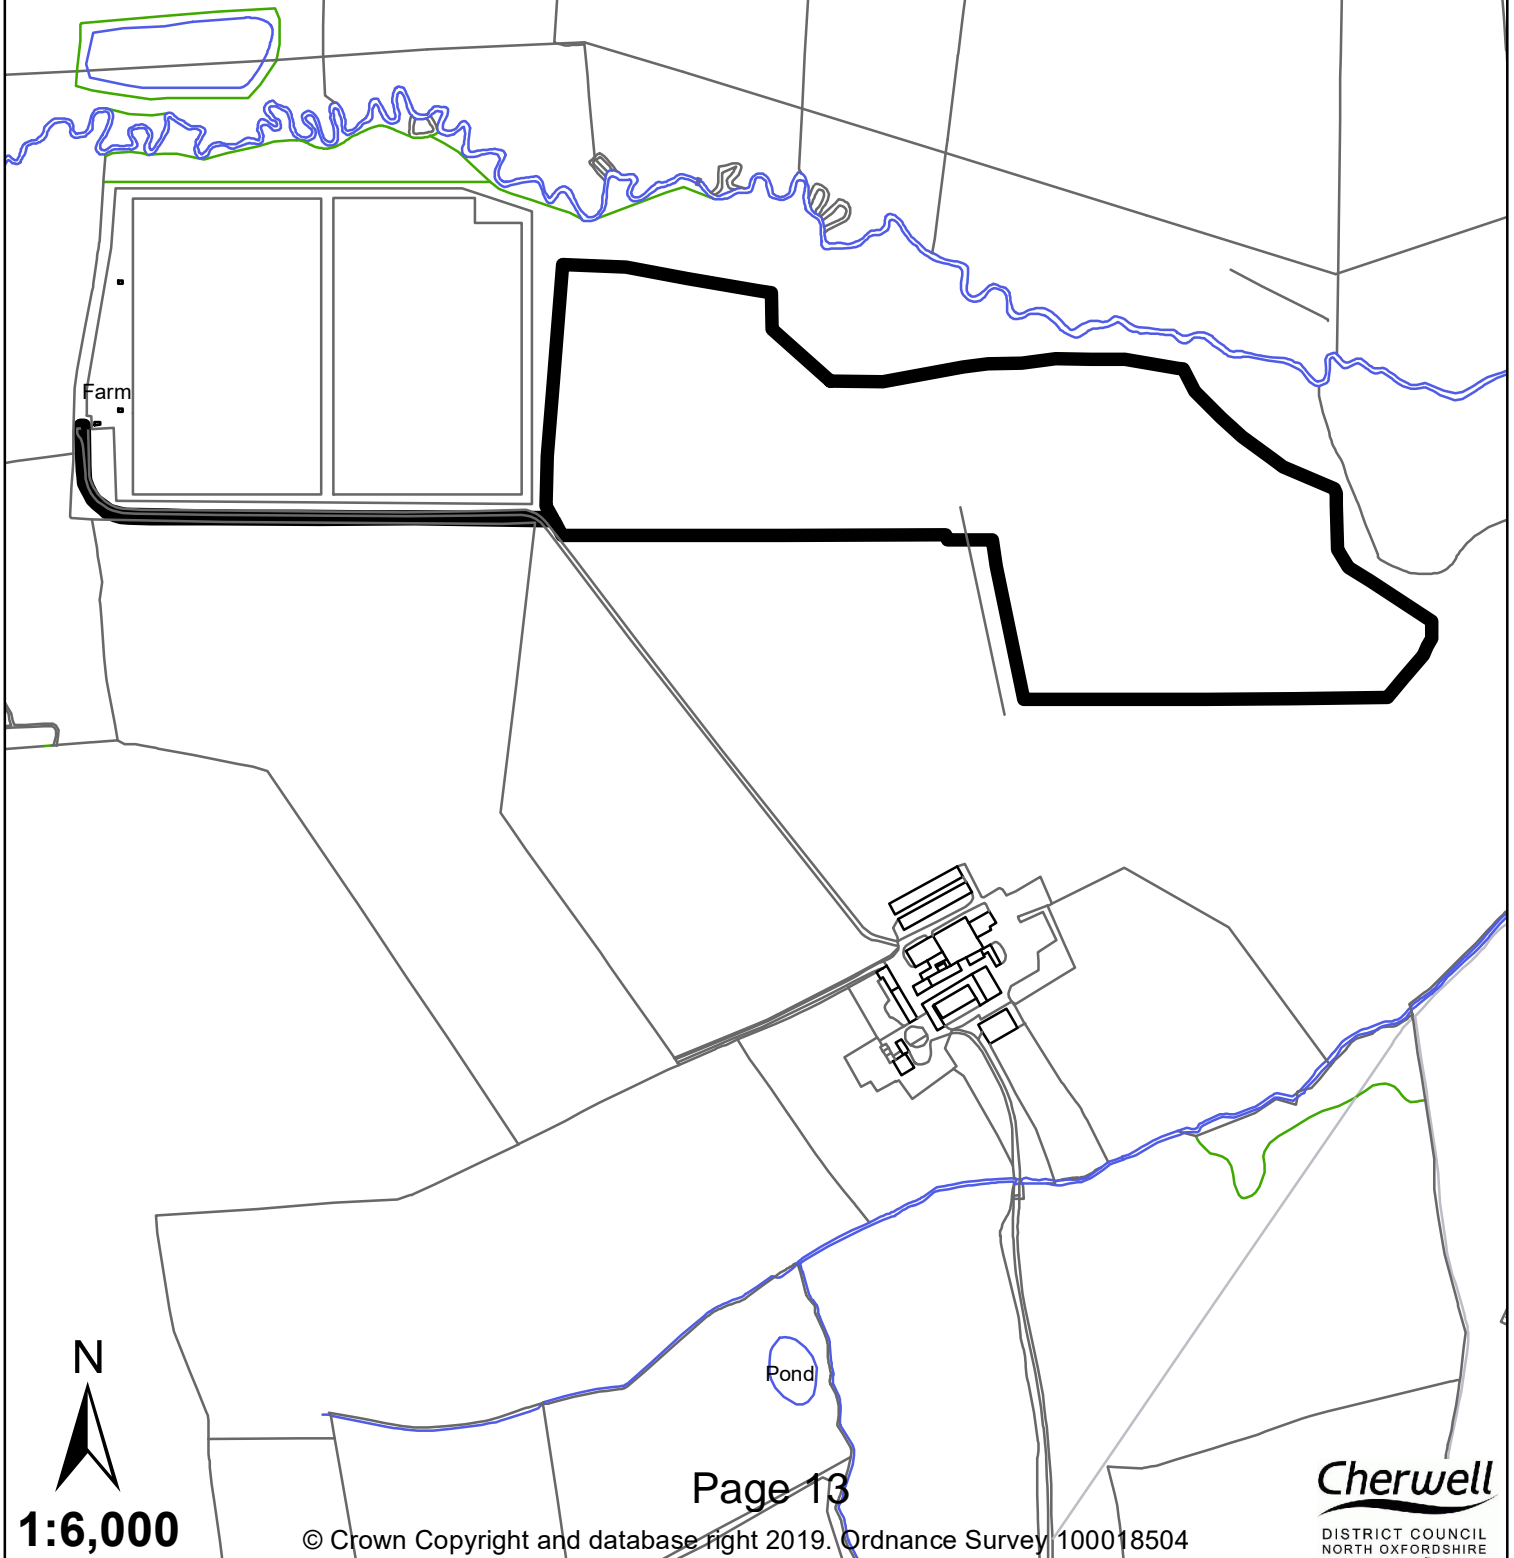 Farm
N
Pond
Page 13
1:6,000
© Crown Copyright and database right 2019. Ordnance Survey 100018504
Cherwell
DISTRICT COUNCIL
NORTH OXFORDSHIRE